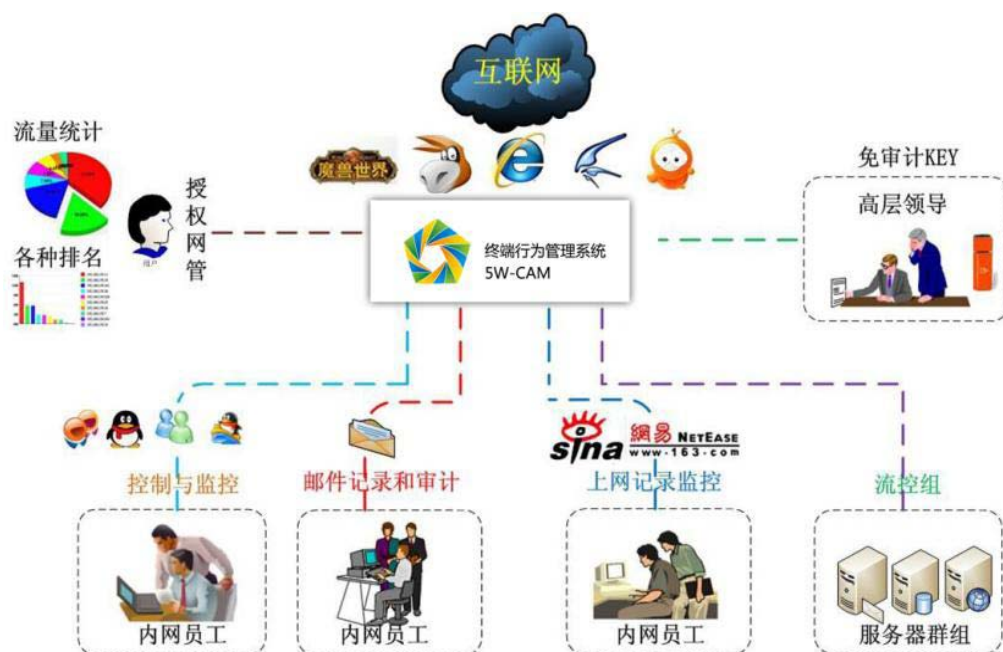 互联网
流量统计
魔兽世界
免审计KEY
高层领导
授权网管
用户
各种排名
终端行为管理系统
5W-CAM
sina
網易 NETEASE
www.163.com
控制与监控
邮件记录和审计
上网记录监控
流控组
内网员工
内网员工
内网员工
服务器群组